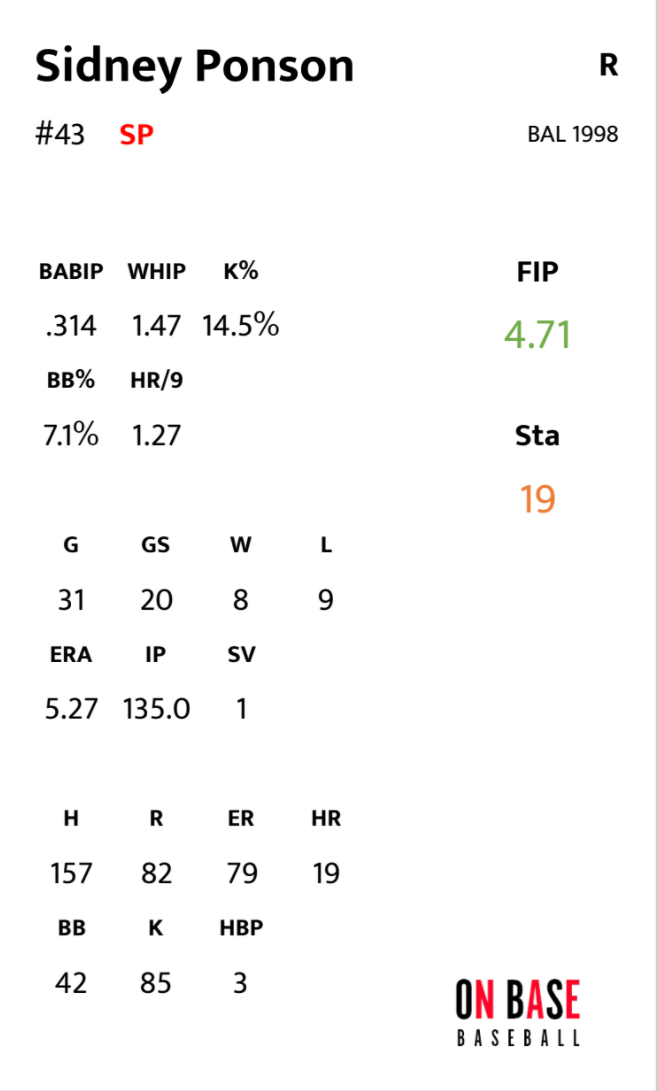 Sidney Ponson R
#43 SP BAL 1998
BABIP WHIP K% FIP
.314 1.47 14.5% 4.71
BB% HR/9
7.1% 1.27 Sta
19
G GS W L
31 20 8 9
ERA IP SV
5.27 135.0 1
H R ER HR
157 82 79 19
BB K HBP
42 85 3
ON BASE
BASEBALL